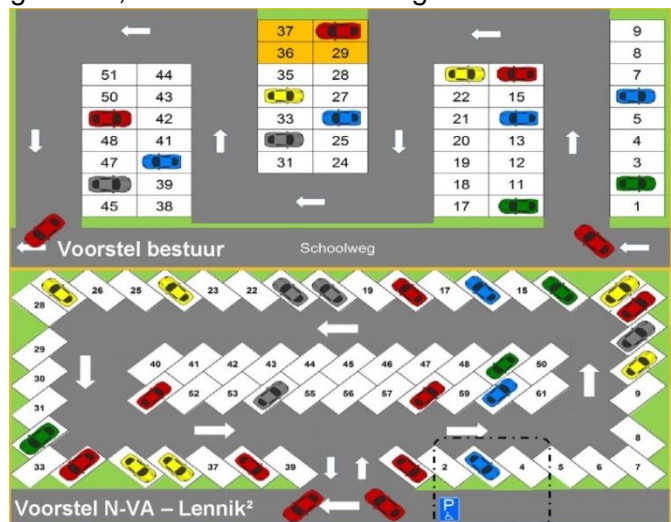 37 9
36 29 8
51 44 35 28 7
50 43 27 22 15
42 33 21 5
48 41 25 20 13 4
47 31 24 19 12 3
39 18 11
45 38 17 1
Voorstel bestuur
Schoolweg
28 26 25 23 22 19 17 15
29
40 41 42 43 44 45 46 47 48 50
30
52 53 55 56 57 59 61
9
31
8
33 37 39 2 4 5 6 7
Voorstel N-VA – Lennik²
P